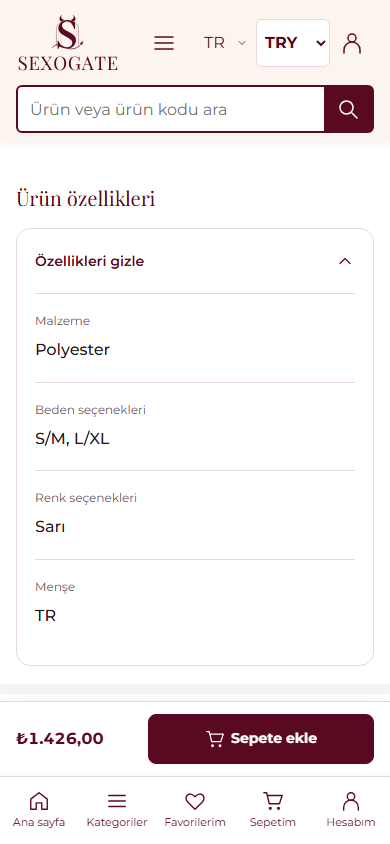 SEXOGATE
TR
TRY
Ürün veya ürün kodu ara
Ürün özellikleri
Özellikleri gizle
Malzeme
Polyester
Beden seçenekleri
S/M, L/XL
Renk seçenekleri
Sarı
Menşe
TR
₺1.426,00
Sepete ekle
Ana sayfa
Kategoriler
Favorilerim
Sepetim
Hesabım